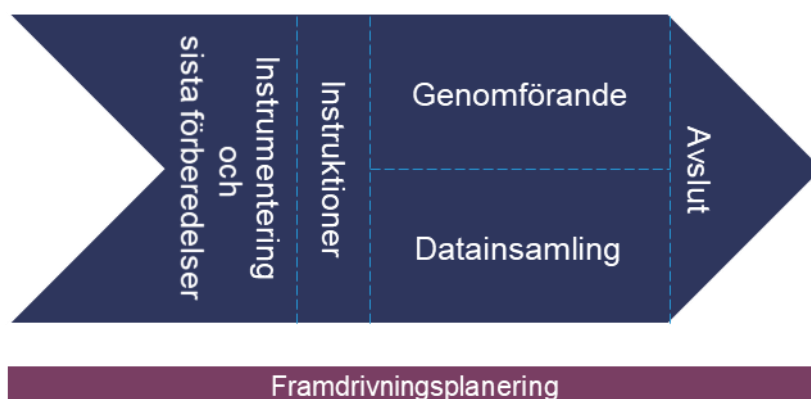 Instrumentering
och
sista förberedelser
Instruktioner
Genomförande
Datainsamling
Avslut
Framdrivningsplanering